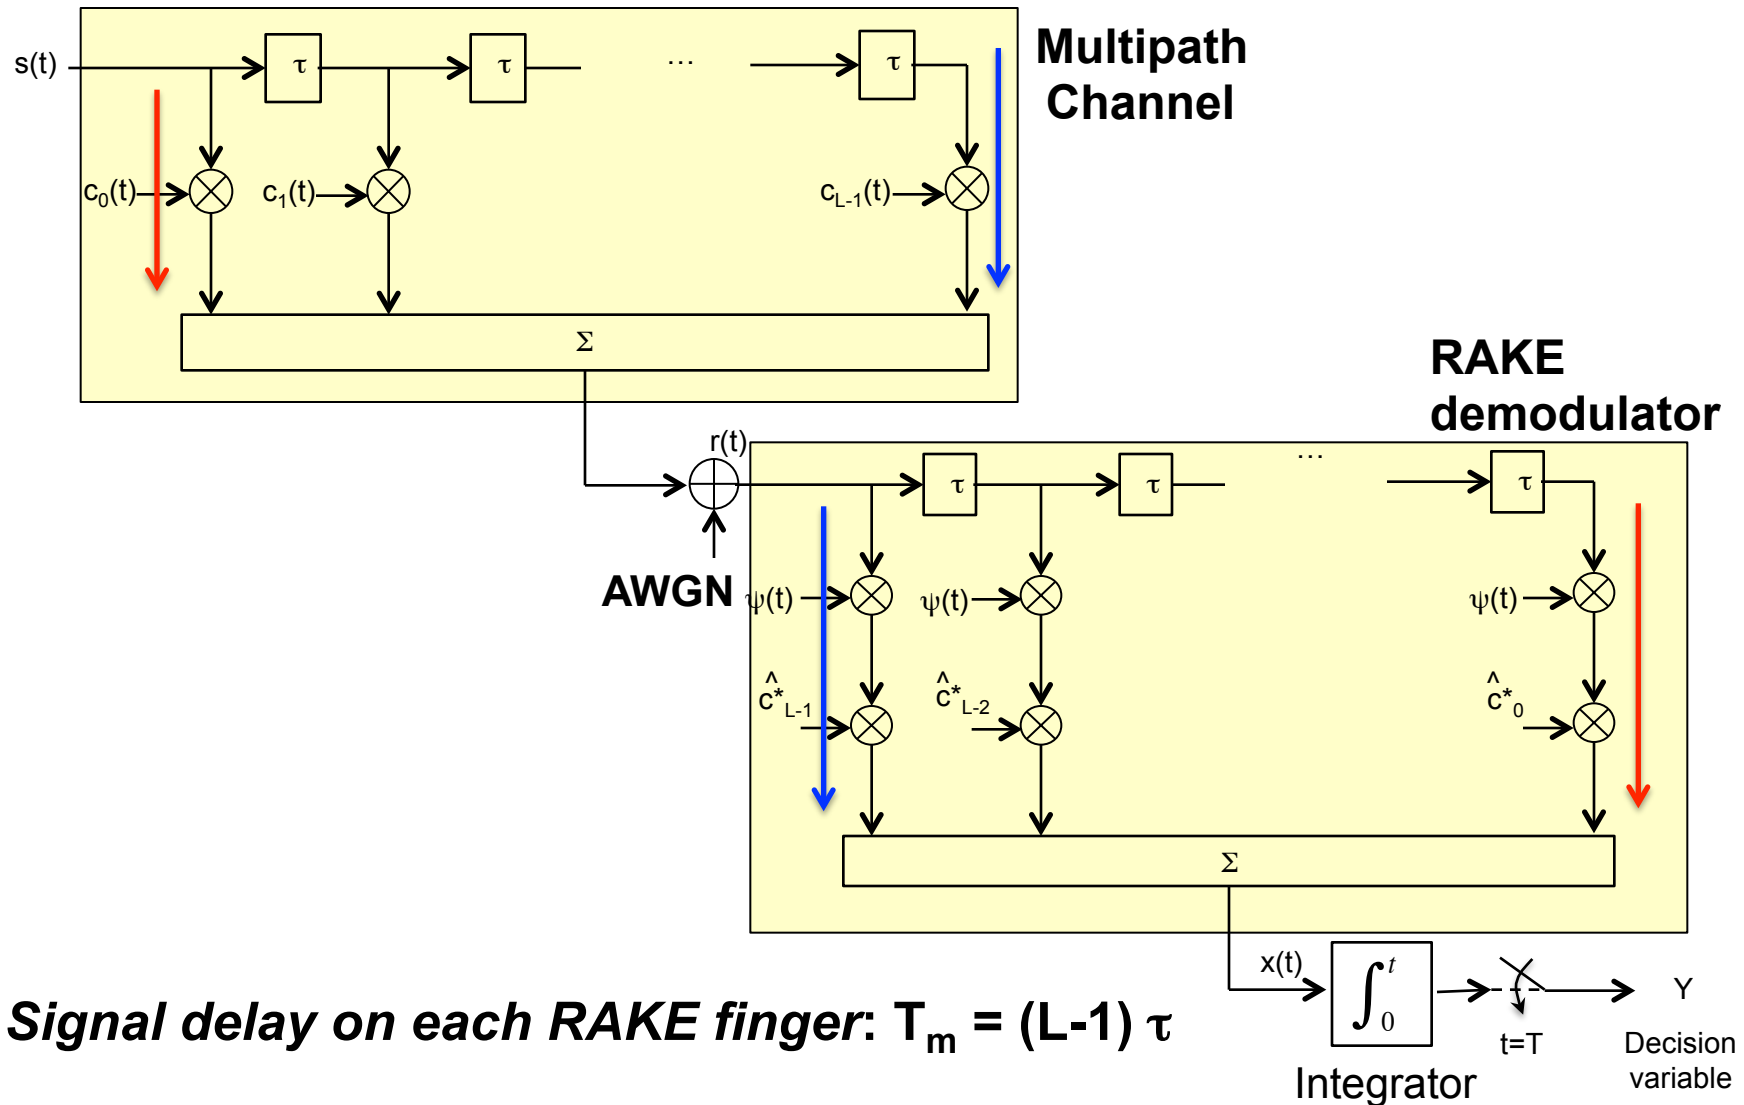 s(t)
τ
τ
...
τ
Multipath
Channel
c0(t)
c1(t)
cL-1(t)
Σ
RAKE
demodulator
r(t)
τ
τ
...
τ
AWGN
ψ(t)
ψ(t)
ψ(t)
ĉ*L-1
ĉ*L-2
ĉ*0
Σ
x(t)
∫0t
t=T
Y
Decision
variable
Integrator
Signal delay on each RAKE finger: Tm = (L-1) τ